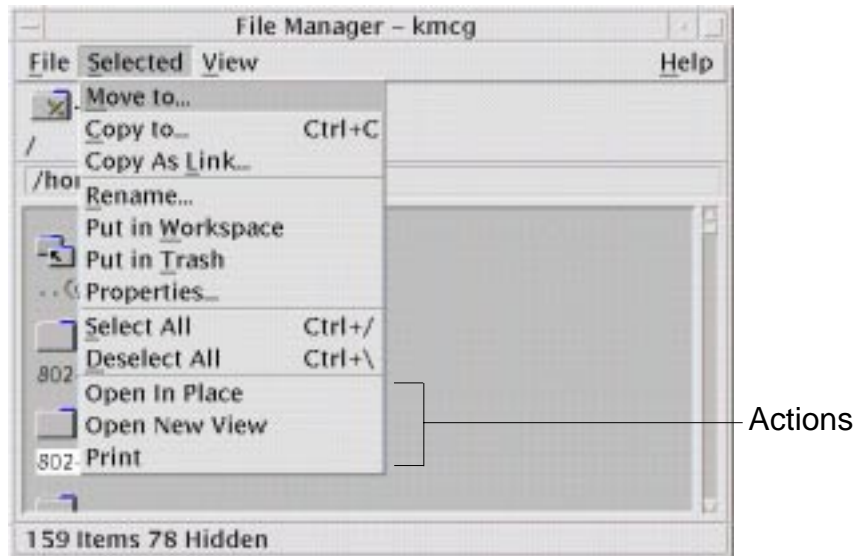 File Manager – kmcg
File Selected View Help
Move to...
Copy to... Ctrl+C
/
Copy As Link...
/hor
Rename...
Put in Workspace
Put in Trash
Properties...
Select All Ctrl+/
Deselect All Ctrl+\
802-
Open In Place
Open New View
Actions
802- Print
159 Items 78 Hidden